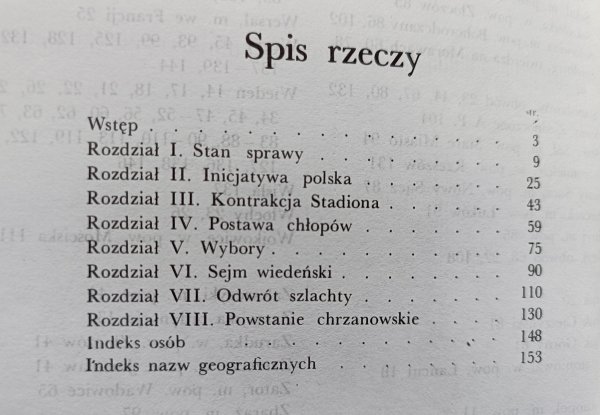 Spis rzeczy
str.
Wstęp . . . . . . . . . . 3
Rozdział I. Stan sprawy . . . . . . 9
Rozdział II. Inicjatywa polska . . . . . 25
Rozdział III. Kontrakcja Stadiona . . . . 43
Rozdział IV. Postawa chłopów . . . . . 59
Rozdział V. Wybory . . . . . . . 75
Rozdział VI. Sejm wiedeński . . . . . 90
Rozdział VII. Odwrót szlachty . . . . . 110
Rozdział VIII. Powstanie chrzanowskie . . . . 130
Indeks osób . . . . . . . . 148
Indeks nazw geograficznych . . . . . 153